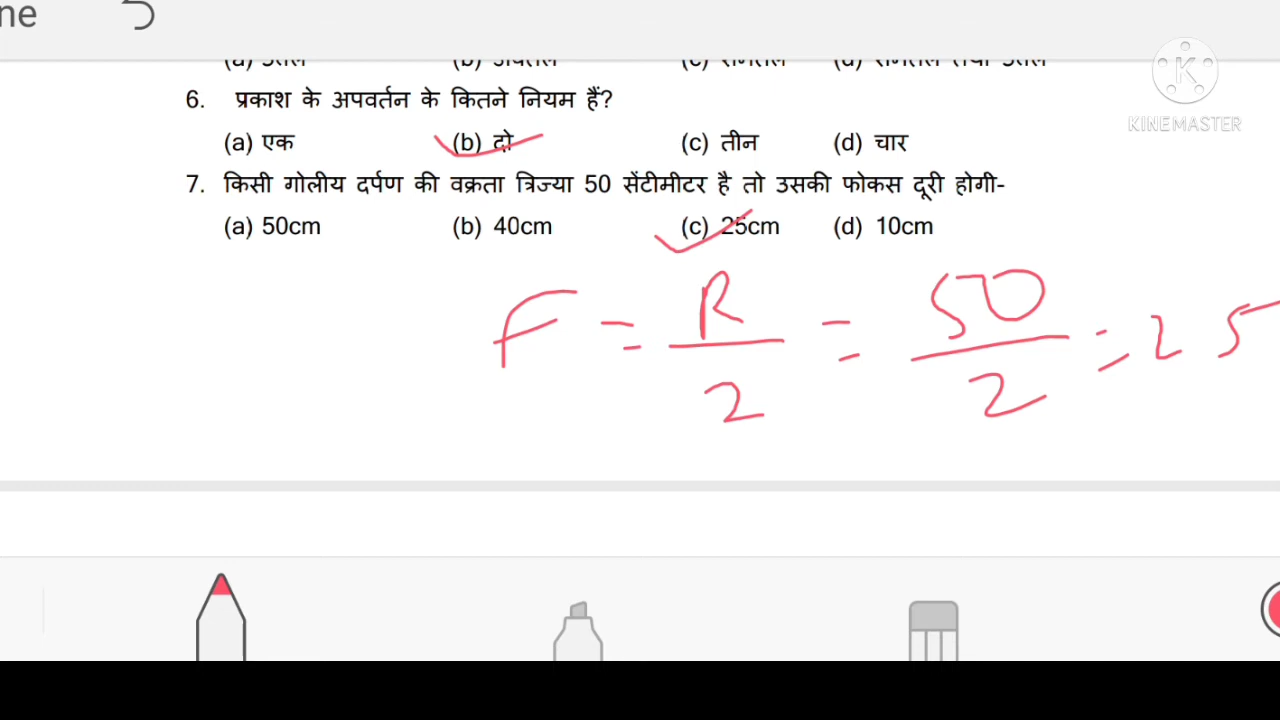 ne
6. प्रकाश के अपवर्तन के कितने नियम हैं?
(a) एक (b) दो (c) तीन (d) चार
7. किसी गोलीय दर्पण की वक्रता त्रिज्या 50 सेंटीमीटर है तो उसकी फोकस दूरी होगी-
(a) 50cm (b) 40cm (c) 25cm (d) 10cm
F = R/2 = 50/2 = 25
KINEMASTER